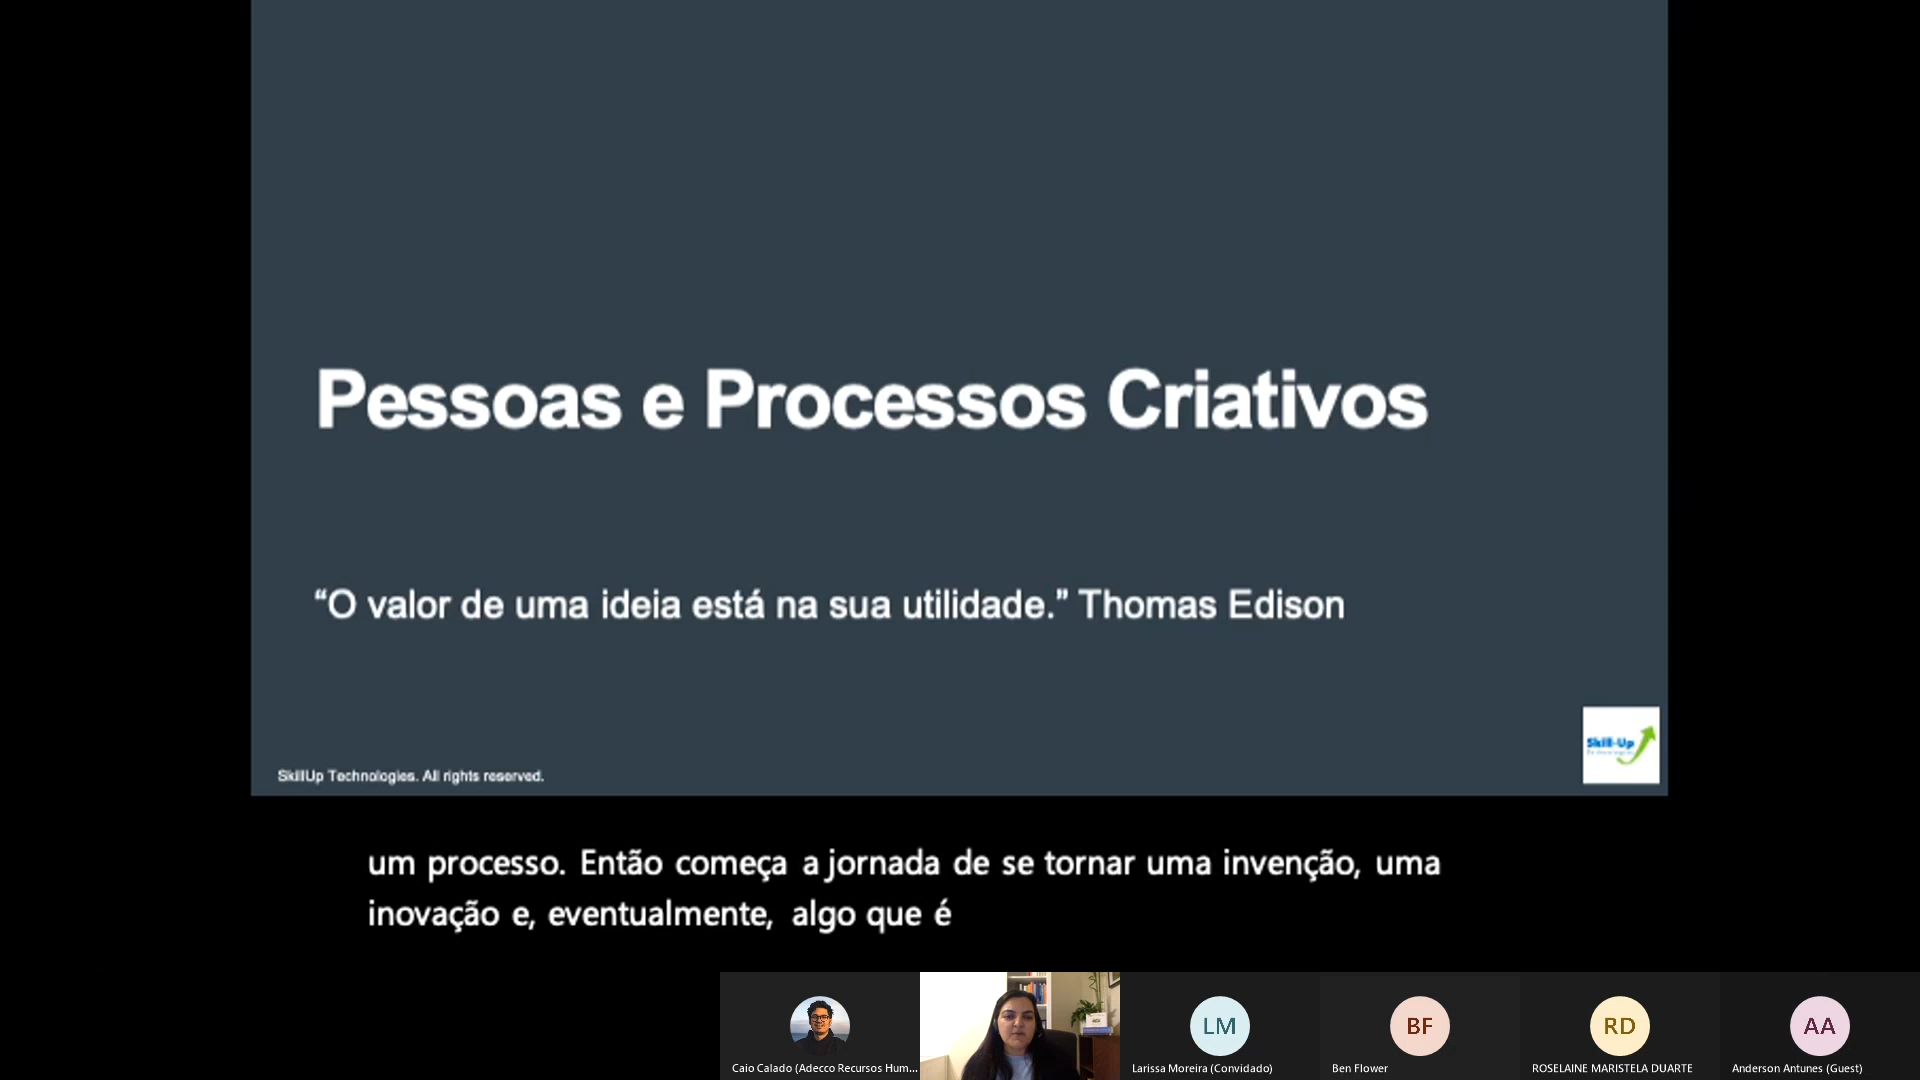 Pessoas e Processos Criativos
“O valor de uma ideia está na sua utilidade.” Thomas Edison
Skill-Up
SkillUp Technologies. All rights reserved.
um processo. Então começa a jornada de se tornar uma invenção, uma
inovação e, eventualmente, algo que é
LM
BF
RD
AA
Caio Calado (Adecco Recursos Hum...
Larissa Moreira (Convidado)
Ben Flower
ROSELAINE MARISTELA DUARTE
Anderson Antunes (Guest)